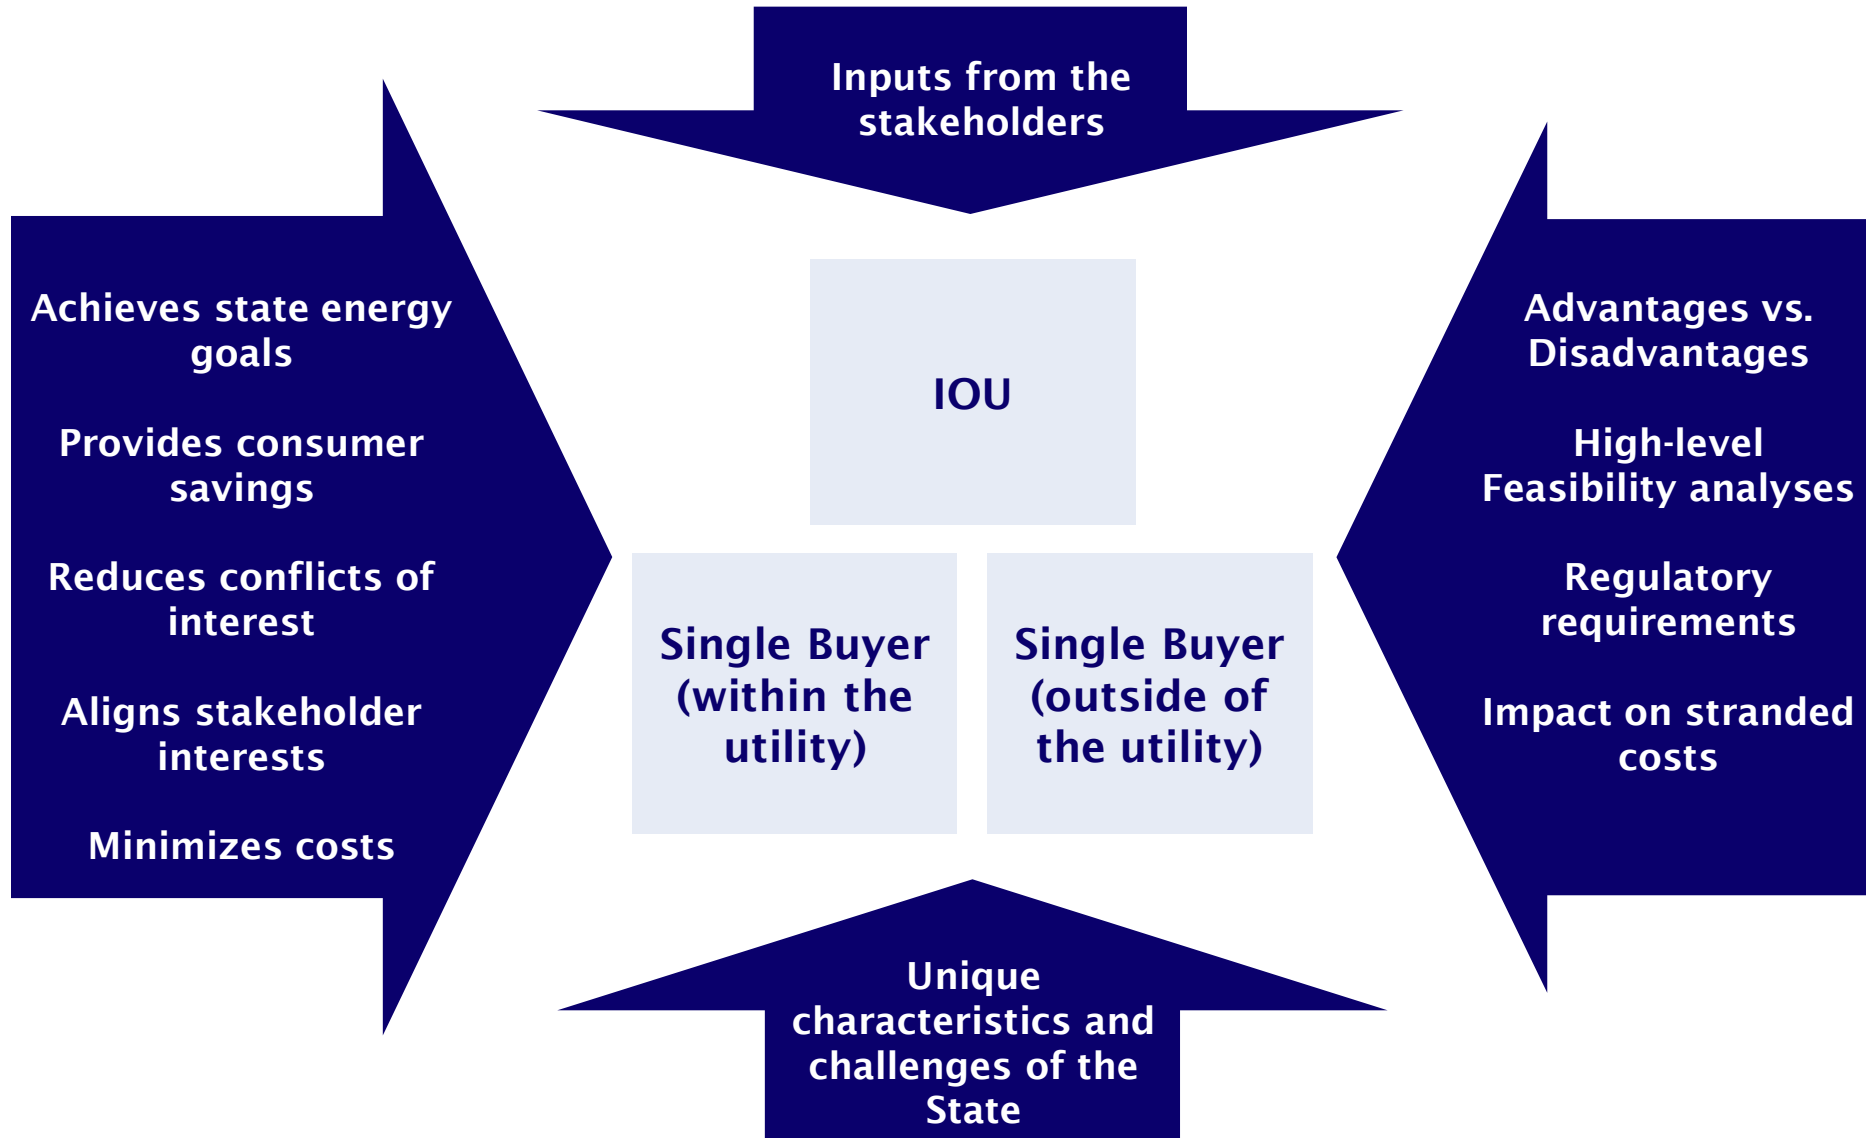 Inputs from the
stakeholders
Achieves state energy
goals
Provides consumer
savings
Reduces conflicts of
interest
Aligns stakeholder
interests
Minimizes costs
IOU
Single Buyer
(within the
utility)
Single Buyer
(outside of
the utility)
Advantages vs.
Disadvantages
High-level
Feasibility analyses
Regulatory
requirements
Impact on stranded
costs
Unique
characteristics and
challenges of the
State